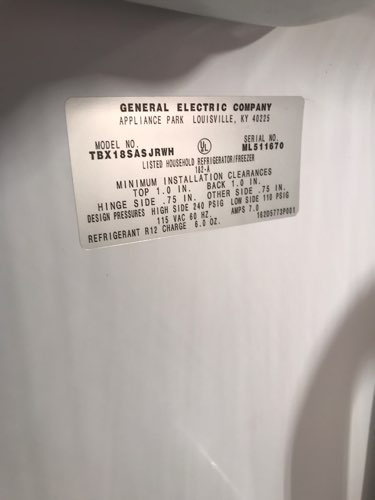 GENERAL ELECTRIC COMPANY
APPLIANCE PARK LOUISVILLE, KY 40225
MODEL NO. SERIAL NO.
TBX18SASJRWH UL ML511670
LISTED HOUSEHOLD REFRIGERATOR/FREEZER
182-A
MINIMUM INSTALLATION CLEARANCES
TOP 1.0 IN. BACK 1.0 IN.
HINGE SIDE .75 IN. OTHER SIDE .75 IN.
DESIGN PRESSURES HIGH SIDE 240 PSIG LOW SIDE 110 PSIG
115 VAC 60 HZ. AMPS 7.0
REFRIGERANT R12 CHARGE 6.0 OZ. 162D6773P001